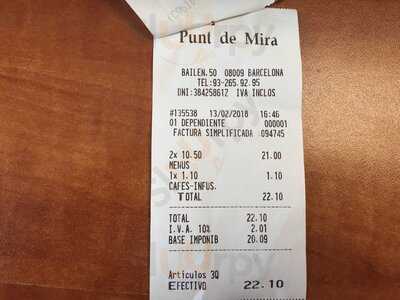 Punt de Mira
BAILEN,50 08009 BARCELONA
TEL:93-265.92.95
DNI:38425861Z IVA INCLOS
#135538 13/02/2018 16:46
01 DEPENDIENTE 000001
FACTURA SIMPLIFICADA 094745
2x 10.50 21.00
MENUS
1x 1.10 1.10
CAFES-INFUS.
TOTAL 22.10
TOTAL 22.10
I.V.A. 10% 2.01
BASE IMPONIB 20.09
Artículos 3Q
EFECTIVO 22.10